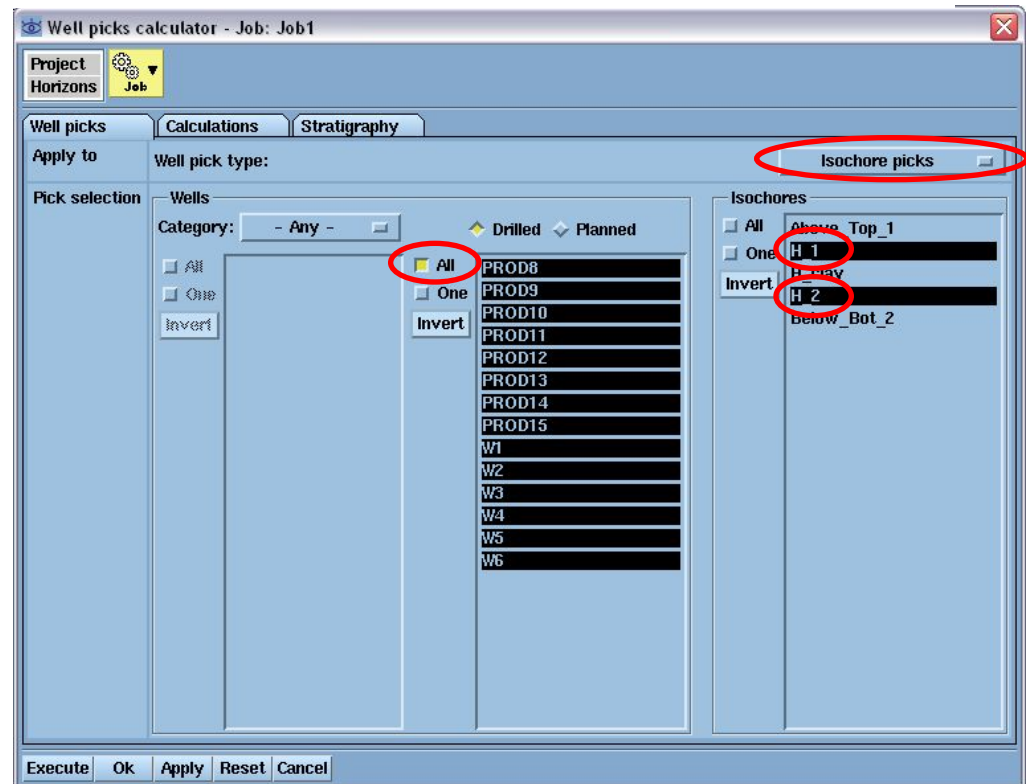 Well picks calculator - Job: Job1
Project
Horizons
Job
Well picks
Calculations
Stratigraphy
Apply to
Well pick type:
Isochore picks
Pick selection
Wells
Category:
- Any -
Drilled
Planned
All
One
Invert
All
One
Invert
PROD8
PROD9
PROD10
PROD11
PROD12
PROD13
PROD14
PROD15
W1
W2
W3
W4
W5
W6
Isochores
All
One
Invert
Above_Top_1
H_1
H_2
Below_Bot_2
Execute
Ok
Apply
Reset
Cancel